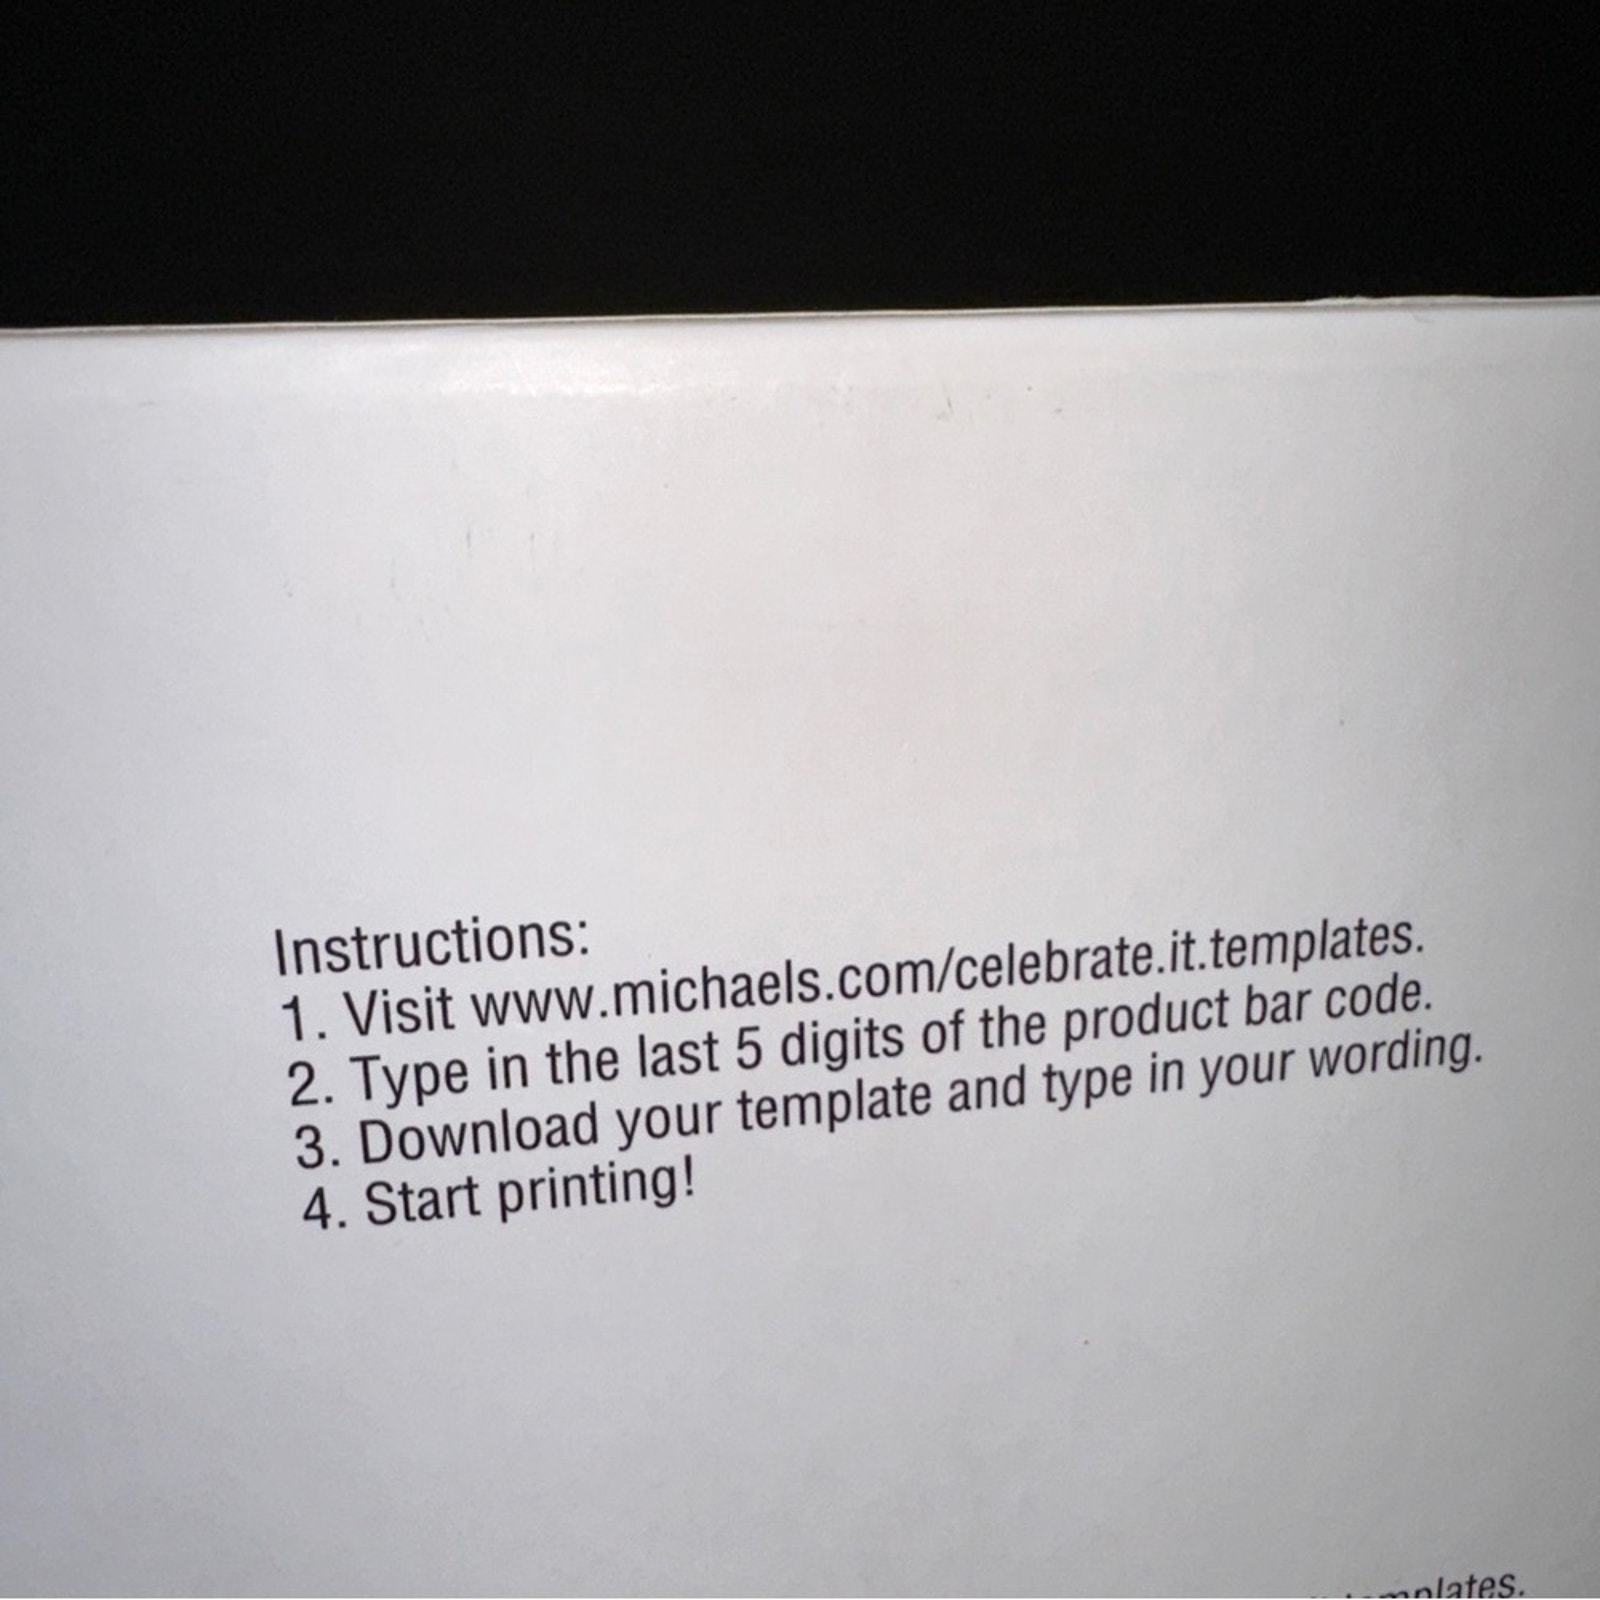 Instructions:
1. Visit www.michaels.com/celebrate.it.templates.
2. Type in the last 5 digits of the product bar code.
3. Download your template and type in your wording.
4. Start printing!